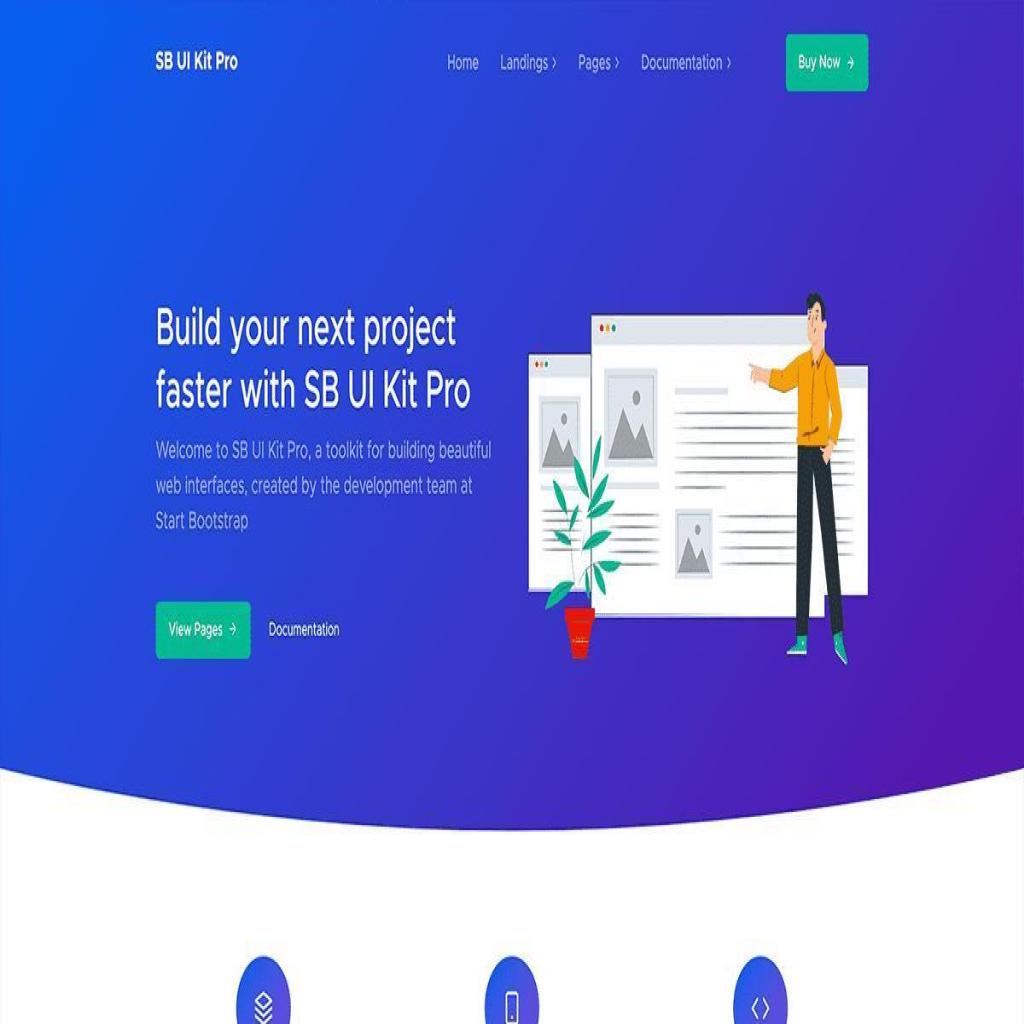 SB UI Kit Pro
Home Landings › Pages › Documentation › Buy Now →
Build your next project
faster with SB UI Kit Pro
Welcome to SB UI Kit Pro, a toolkit for building beautiful
web interfaces, created by the development team at
Start Bootstrap
View Pages → Documentation